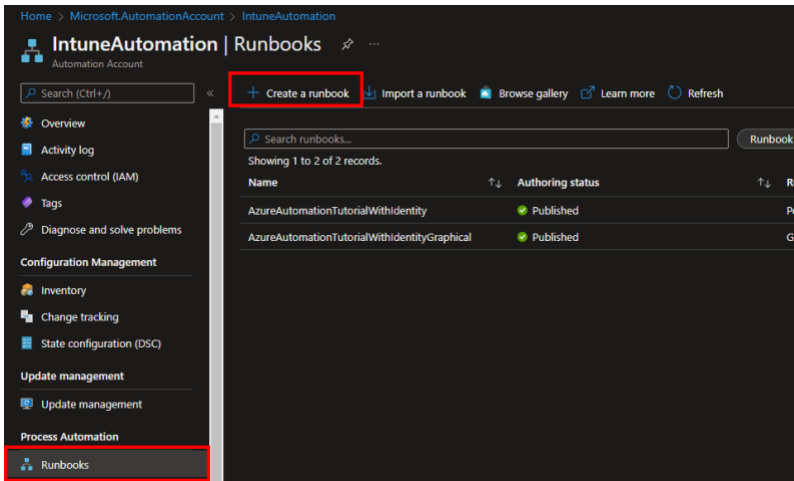 Home > Microsoft.AutomationAccount > IntuneAutomation
IntuneAutomation | Runbooks
Automation Account
Search (Ctrl+/)
Overview
Activity log
Access control (IAM)
Tags
Diagnose and solve problems
Configuration Management
Inventory
Change tracking
State configuration (DSC)
Update management
Update management
Process Automation
Runbooks
Create a runbook Import a runbook Browse gallery Learn more Refresh
Search runbooks...
Runbook
Showing 1 to 2 of 2 records.
Name Authoring status R
AzureAutomationTutorialWithIdentity Published P
AzureAutomationTutorialWithIdentityGraphical Published G